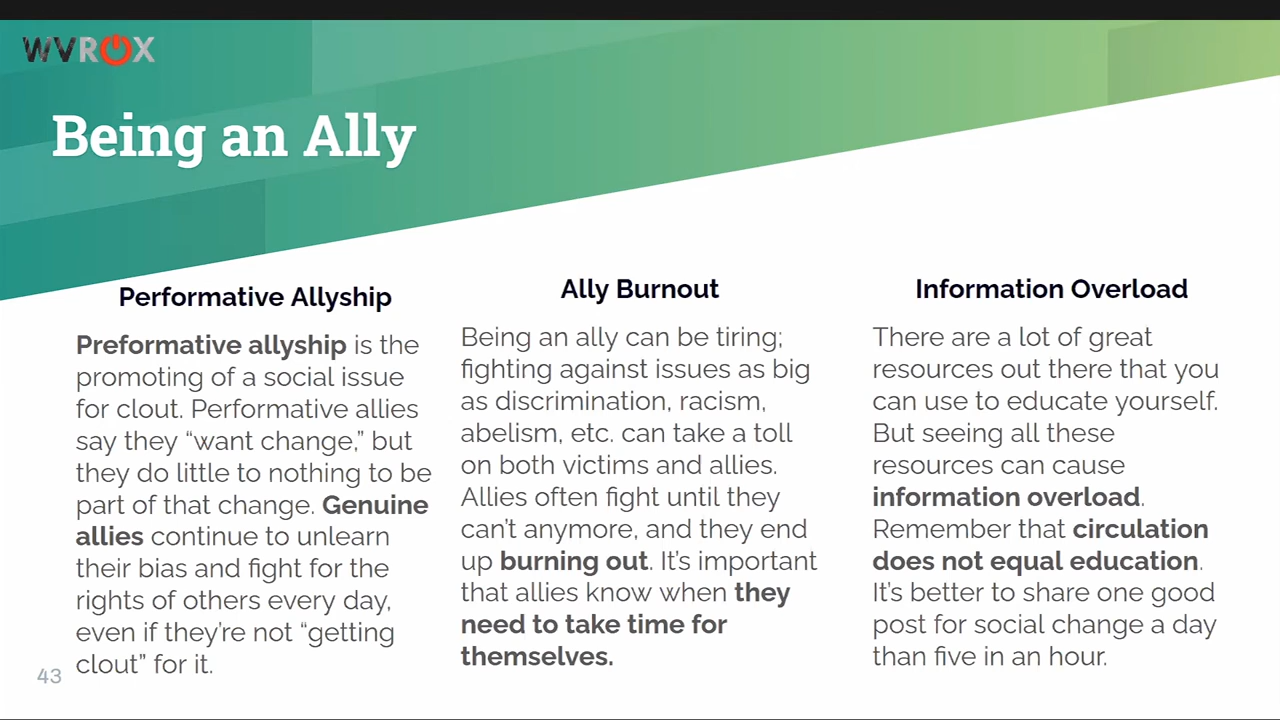 WVROX
Being an Ally
Performative Allyship
Preformative allyship is the
promoting of a social issue
for clout. Performative allies
say they “want change,” but
they do little to nothing to be
part of that change. Genuine
allies continue to unlearn
their bias and fight for the
rights of others every day,
even if they’re not “getting
clout” for it.
Ally Burnout
Being an ally can be tiring;
fighting against issues as big
as discrimination, racism,
abelism, etc. can take a toll
on both victims and allies.
Allies often fight until they
can’t anymore, and they end
up burning out. It’s important
that allies know when they
need to take time for
themselves.
Information Overload
There are a lot of great
resources out there that you
can use to educate yourself.
But seeing all these
resources can cause
information overload.
Remember that circulation
does not equal education.
It’s better to share one good
post for social change a day
than five in an hour.
43